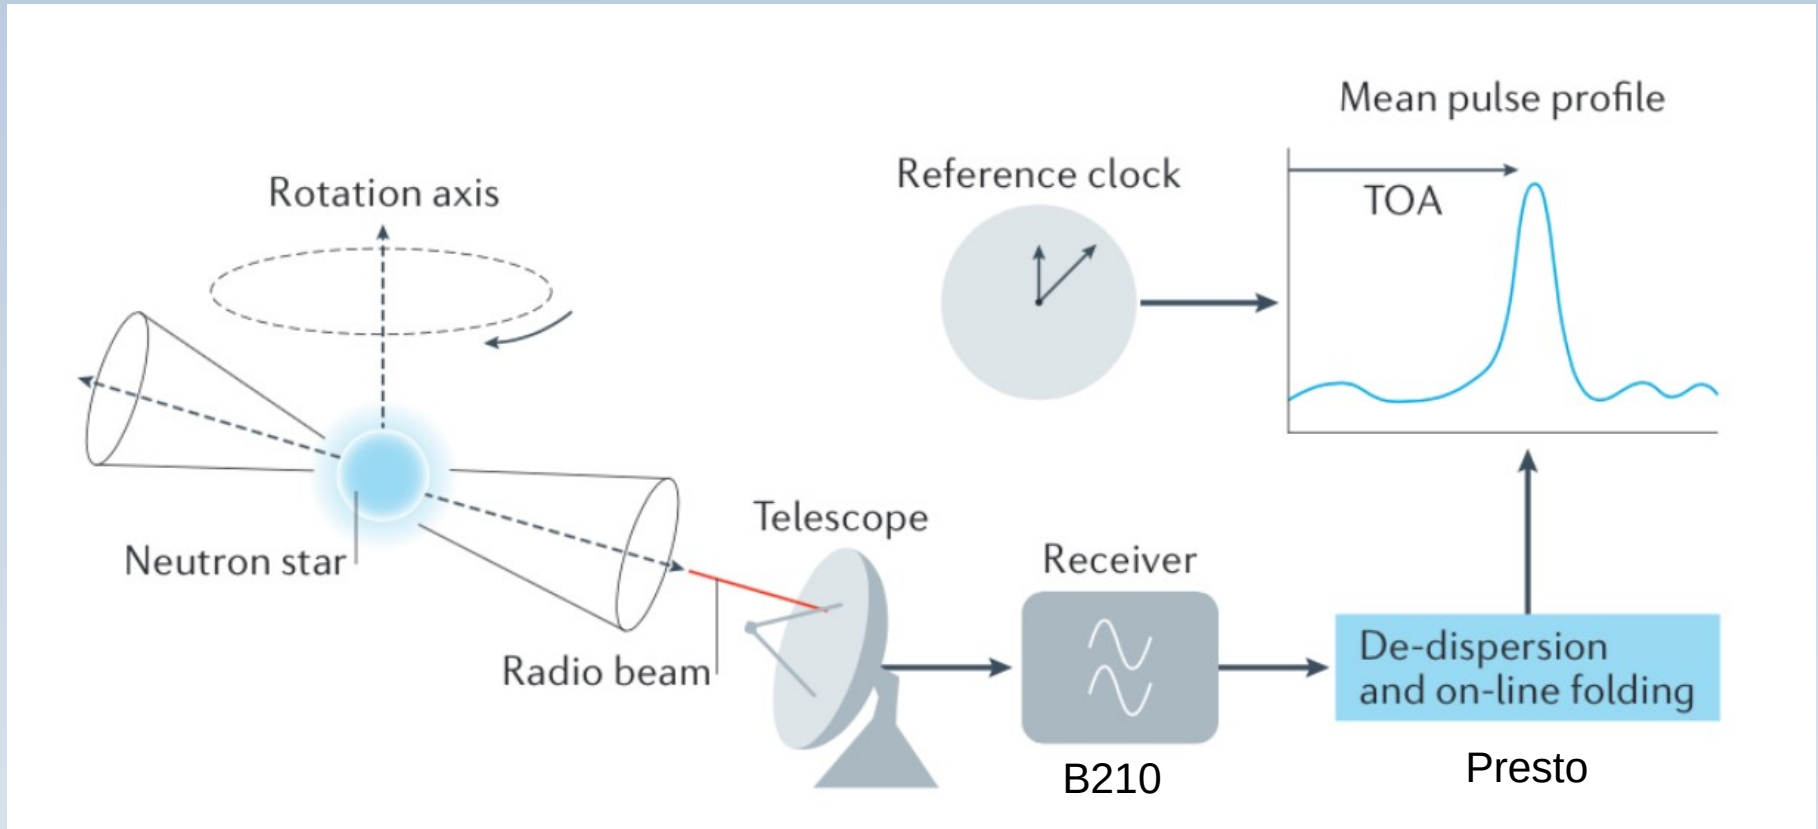 Mean pulse profile
Reference clock
TOA
Rotation axis
Neutron star
Telescope
Radio beam
Receiver
De-dispersion
and on-line folding
B210
Presto